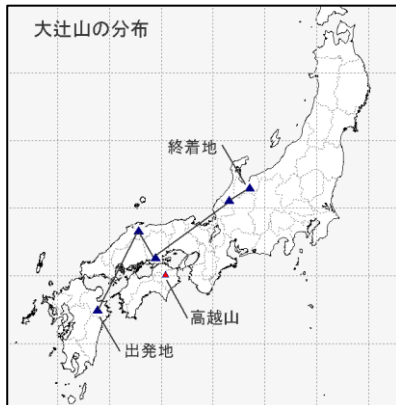 大辻山の分布
終着地
高越山
出発地